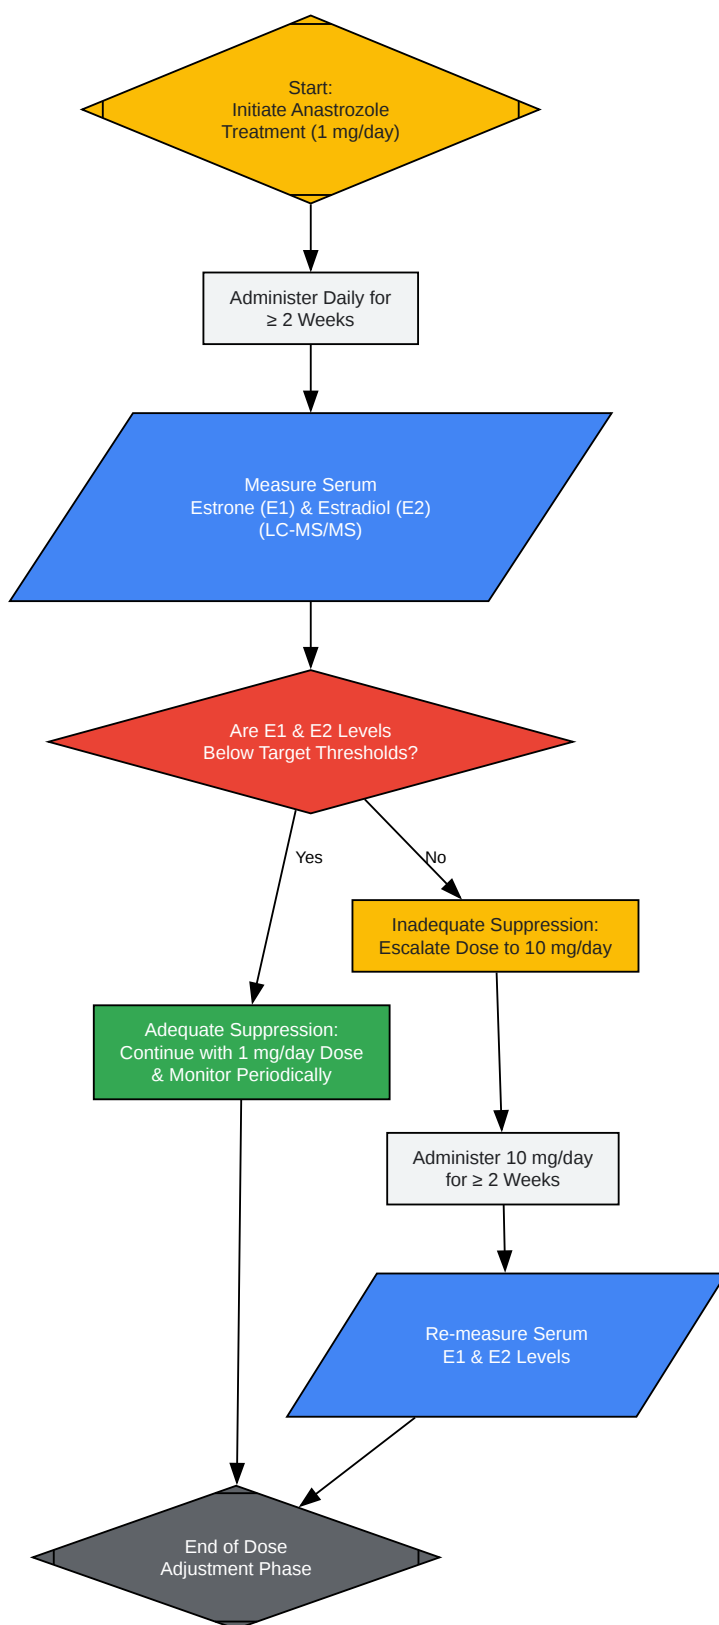 Start:
Initiate Anastrozole
Treatment (1 mg/day)
Administer Daily for
≥ 2 Weeks
Measure Serum
Estrone (E1) & Estradiol (E2)
(LC-MS/MS)
Are E1 & E2 Levels
Below Target Thresholds?
Yes
No
Inadequate Suppression:
Escalate Dose to 10 mg/day
Adequate Suppression:
Continue with 1 mg/day Dose
& Monitor Periodically
Administer 10 mg/day
for ≥ 2 Weeks
Re-measure Serum
E1 & E2 Levels
End of Dose
Adjustment Phase